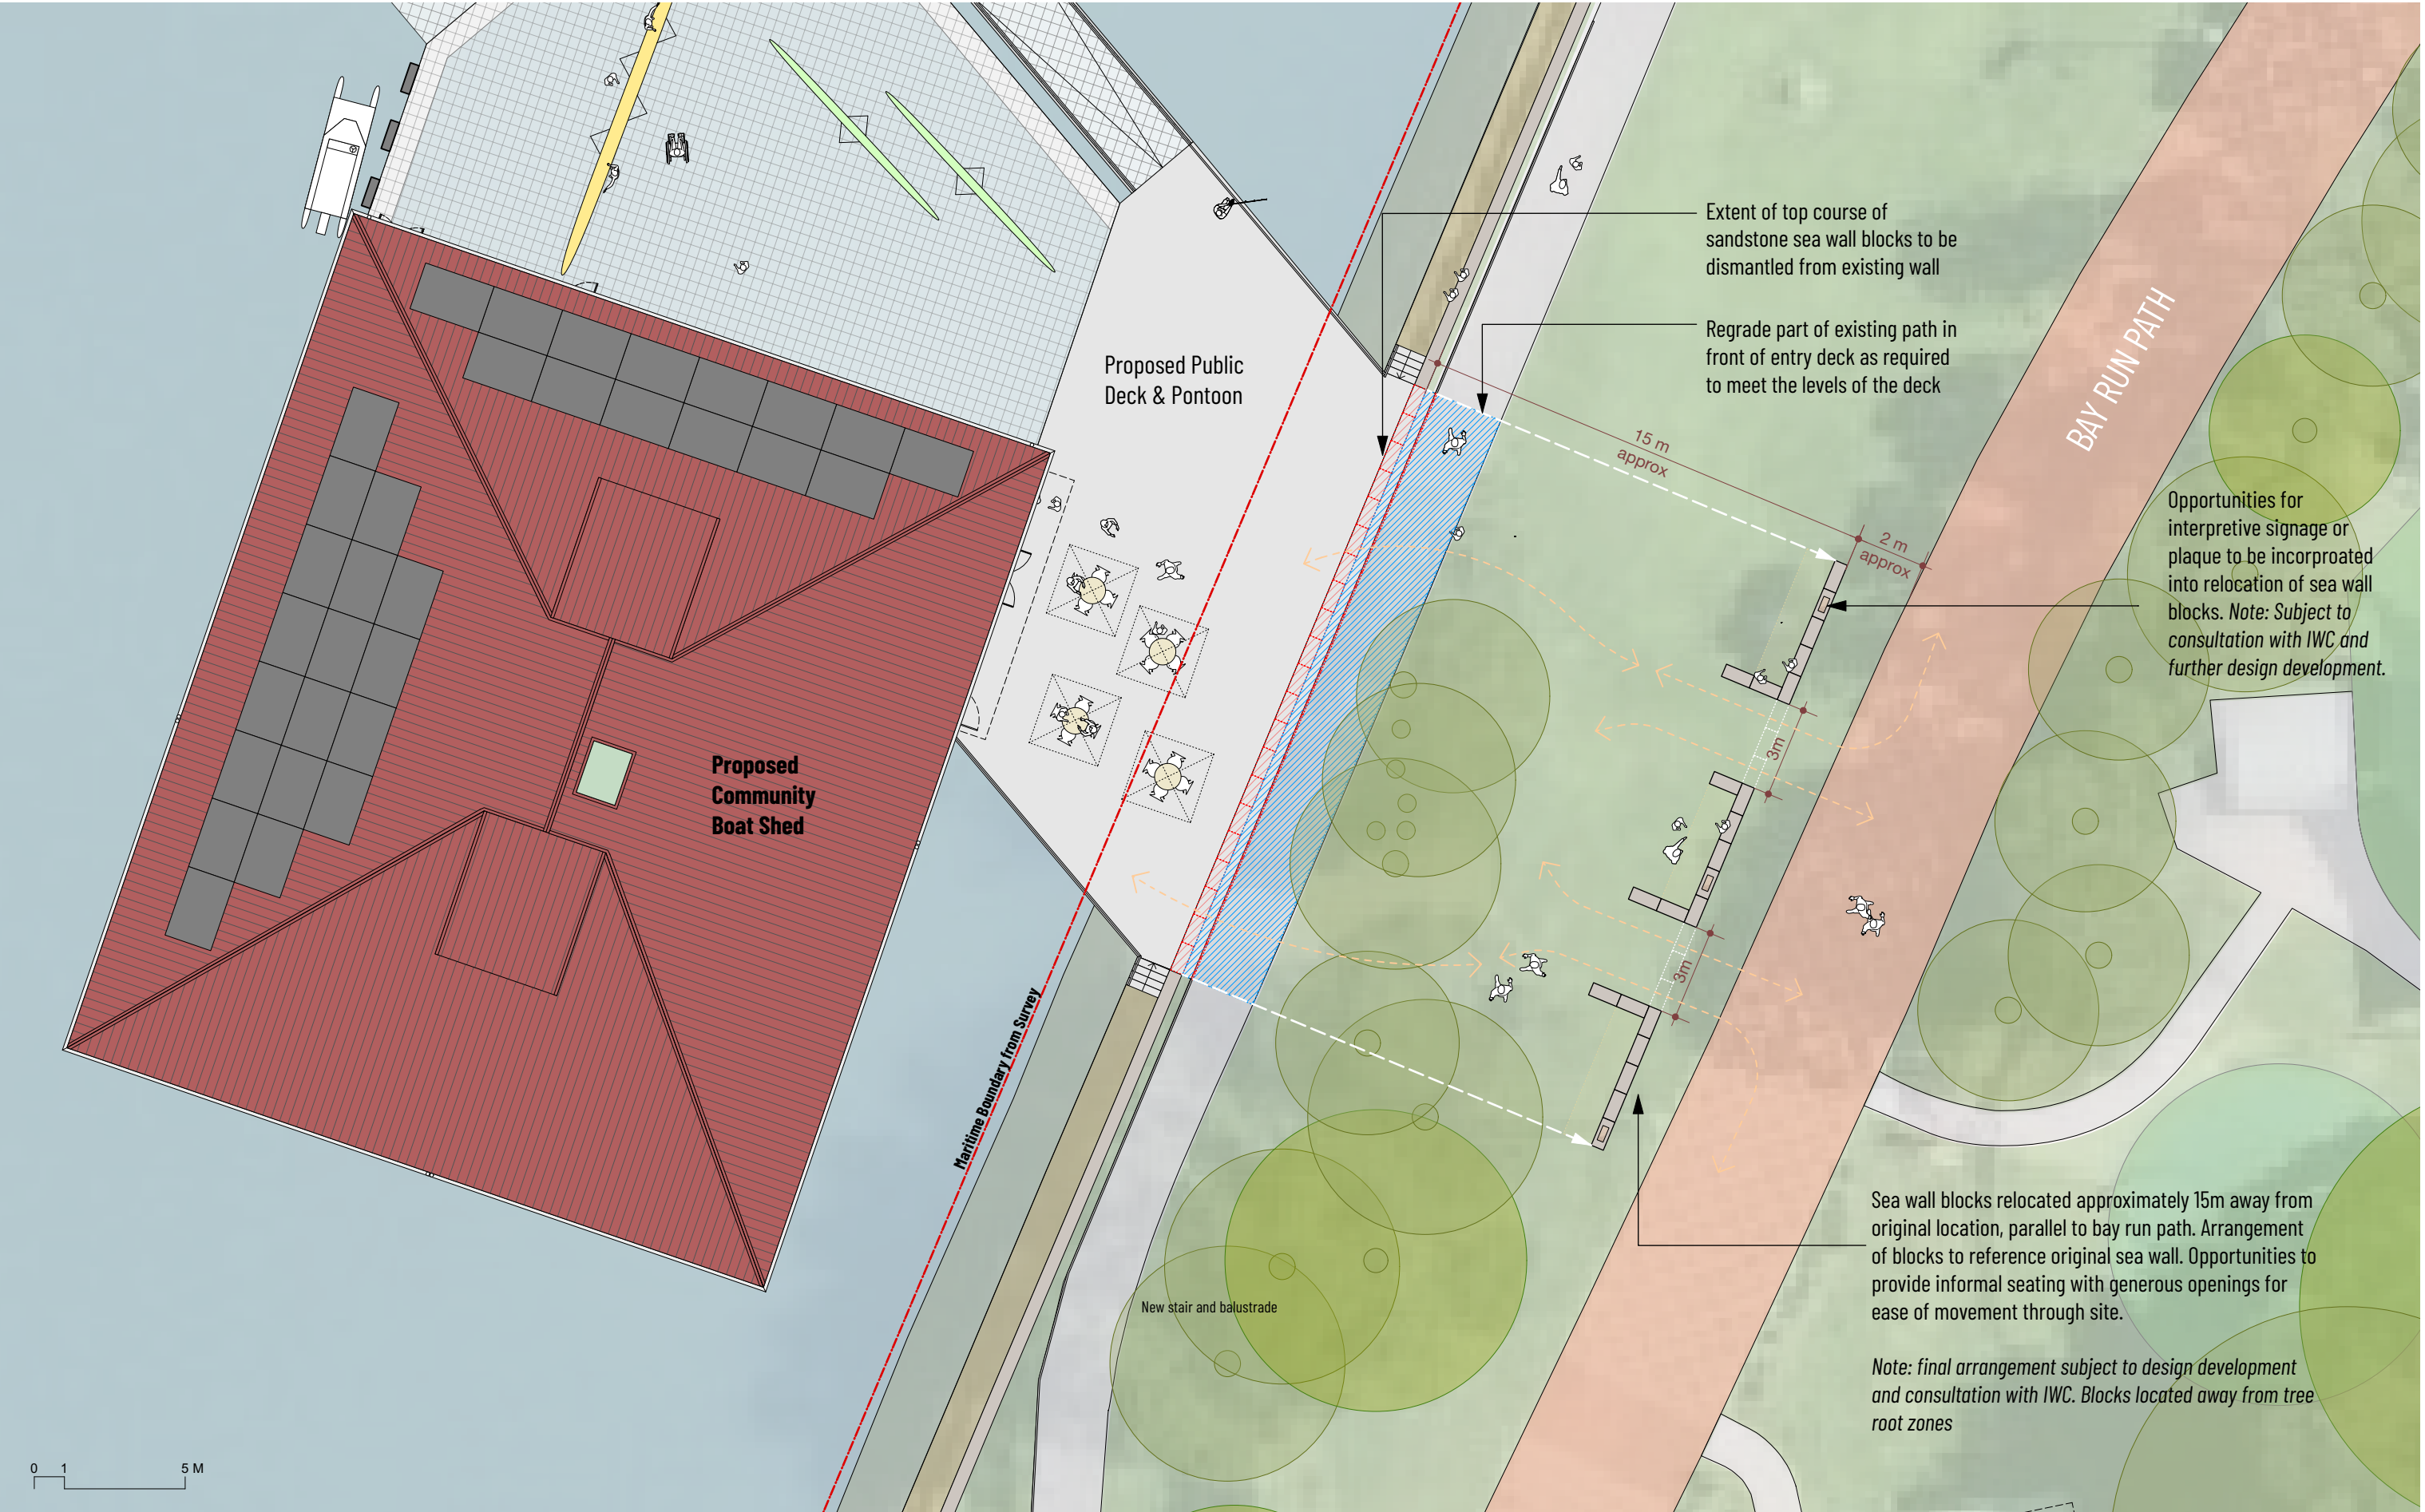 Extent of top course of
sandstone sea wall blocks to be
dismantled from existing wall
Regrade part of existing path in
front of entry deck as required
to meet the levels of the deck
Proposed Public
Deck & Pontoon
BAY RUN PATH
15 m
approx
2 m
approx
Opportunities for
interpretive signage or
plaque to be incorproated
into relocation of sea wall
blocks. Note: Subject to
consultation with IWC and
further design development.
3m
Proposed
Community
Boat Shed
3m
Maritime Boundary from Survey
Sea wall blocks relocated approximately 15m away from
original location, parallel to bay run path. Arrangement
of blocks to reference original sea wall. Opportunities to
provide informal seating with generous openings for
ease of movement through site.
New stair and balustrade
Note: final arrangement subject to design development
and consultation with IWC. Blocks located away from tree
root zones
0 1 5 M